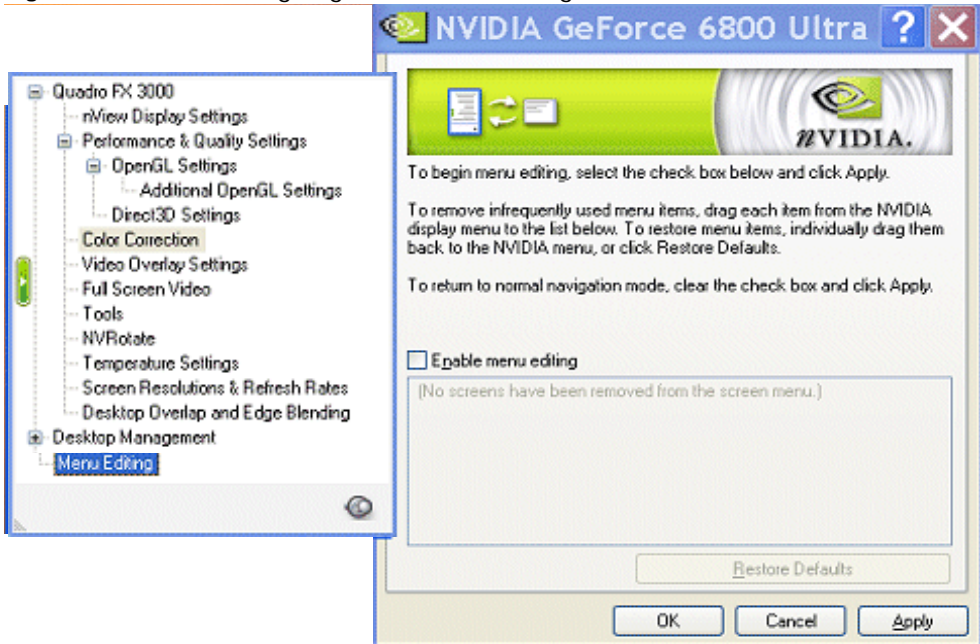 NVIDIA GeForce 6800 Ultra
Quadro FX 3000
nView Display Settings
Performance & Quality Settings
OpenGL Settings
Additional OpenGL Settings
Direct3D Settings
Color Correction
Video Overlay Settings
Full Screen Video
Tools
NVRotate
Temperature Settings
Screen Resolutions & Refresh Rates
Desktop Overlap and Edge Blending
Desktop Management
Menu Editing
NVIDIA.
To begin menu editing, select the check box below and click Apply.
To remove infrequently used menu items, drag each item from the NVIDIA
display menu to the list below. To restore menu items, individually drag them
back to the NVIDIA menu, or click Restore Defaults.
To return to normal navigation mode, clear the check box and click Apply.
Enable menu editing
(No screens have been removed from the screen menu.)
Restore Defaults
OK
Cancel
Apply